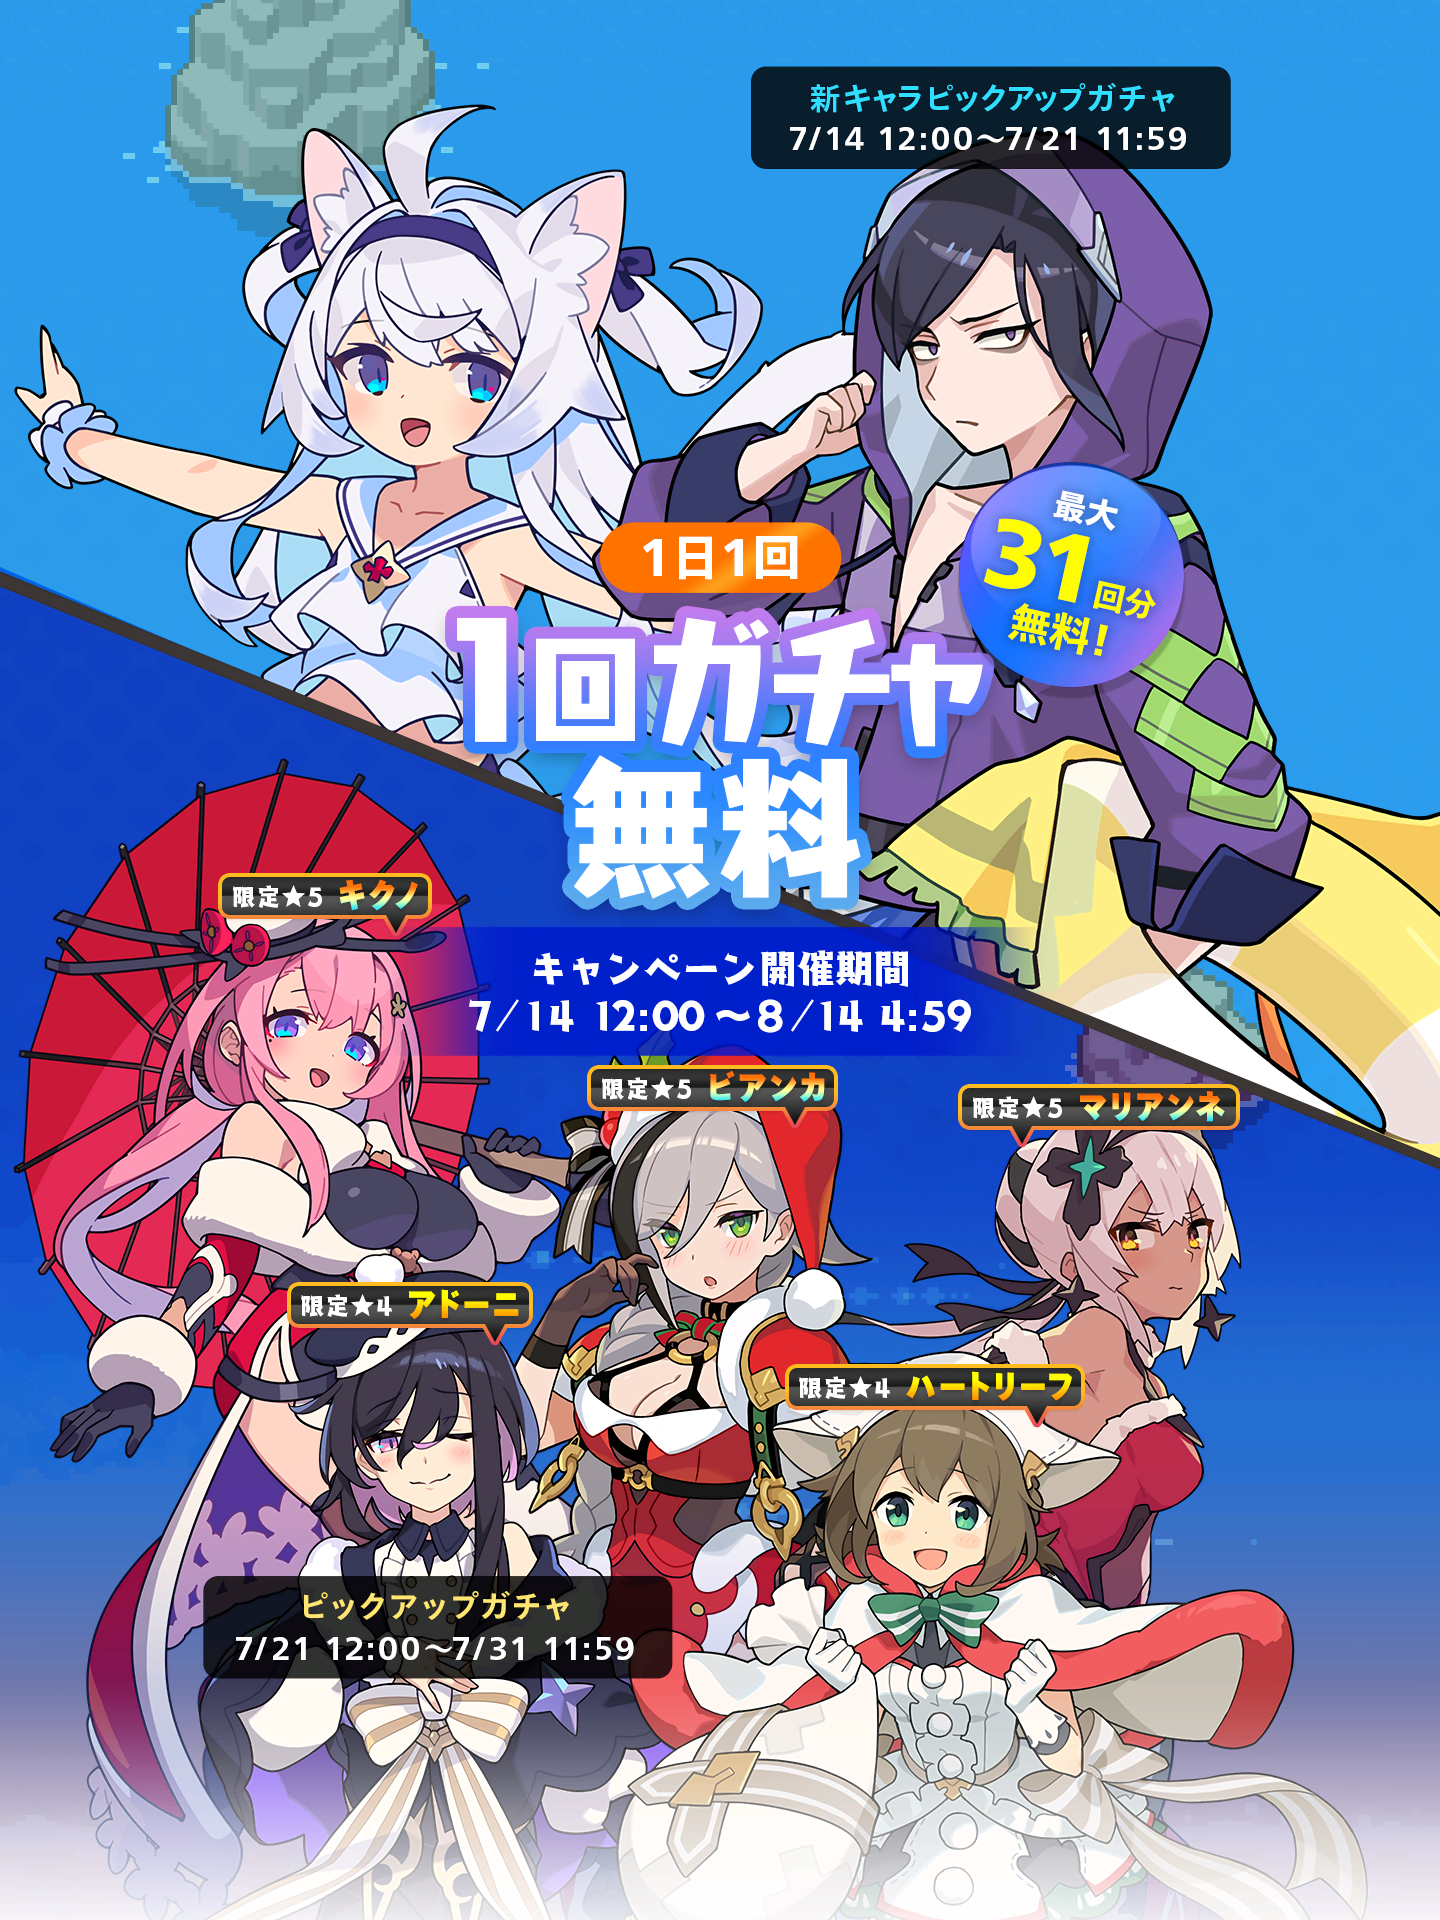 新キャラピックアップガチャ
7/14 12:00～7/21 11:59
最大
31回分
無料!
1日1回
1回ガチャ
無料
限定★5 キクノ
キャンペーン開催期間
7/14 12:00～8/14 4:59
限定★5 ビアンカ
限定★5 マリアンネ
限定★4 アドーニ
限定★4 ハートリーフ
ピックアップガチャ
7/21 12:00～7/31 11:59